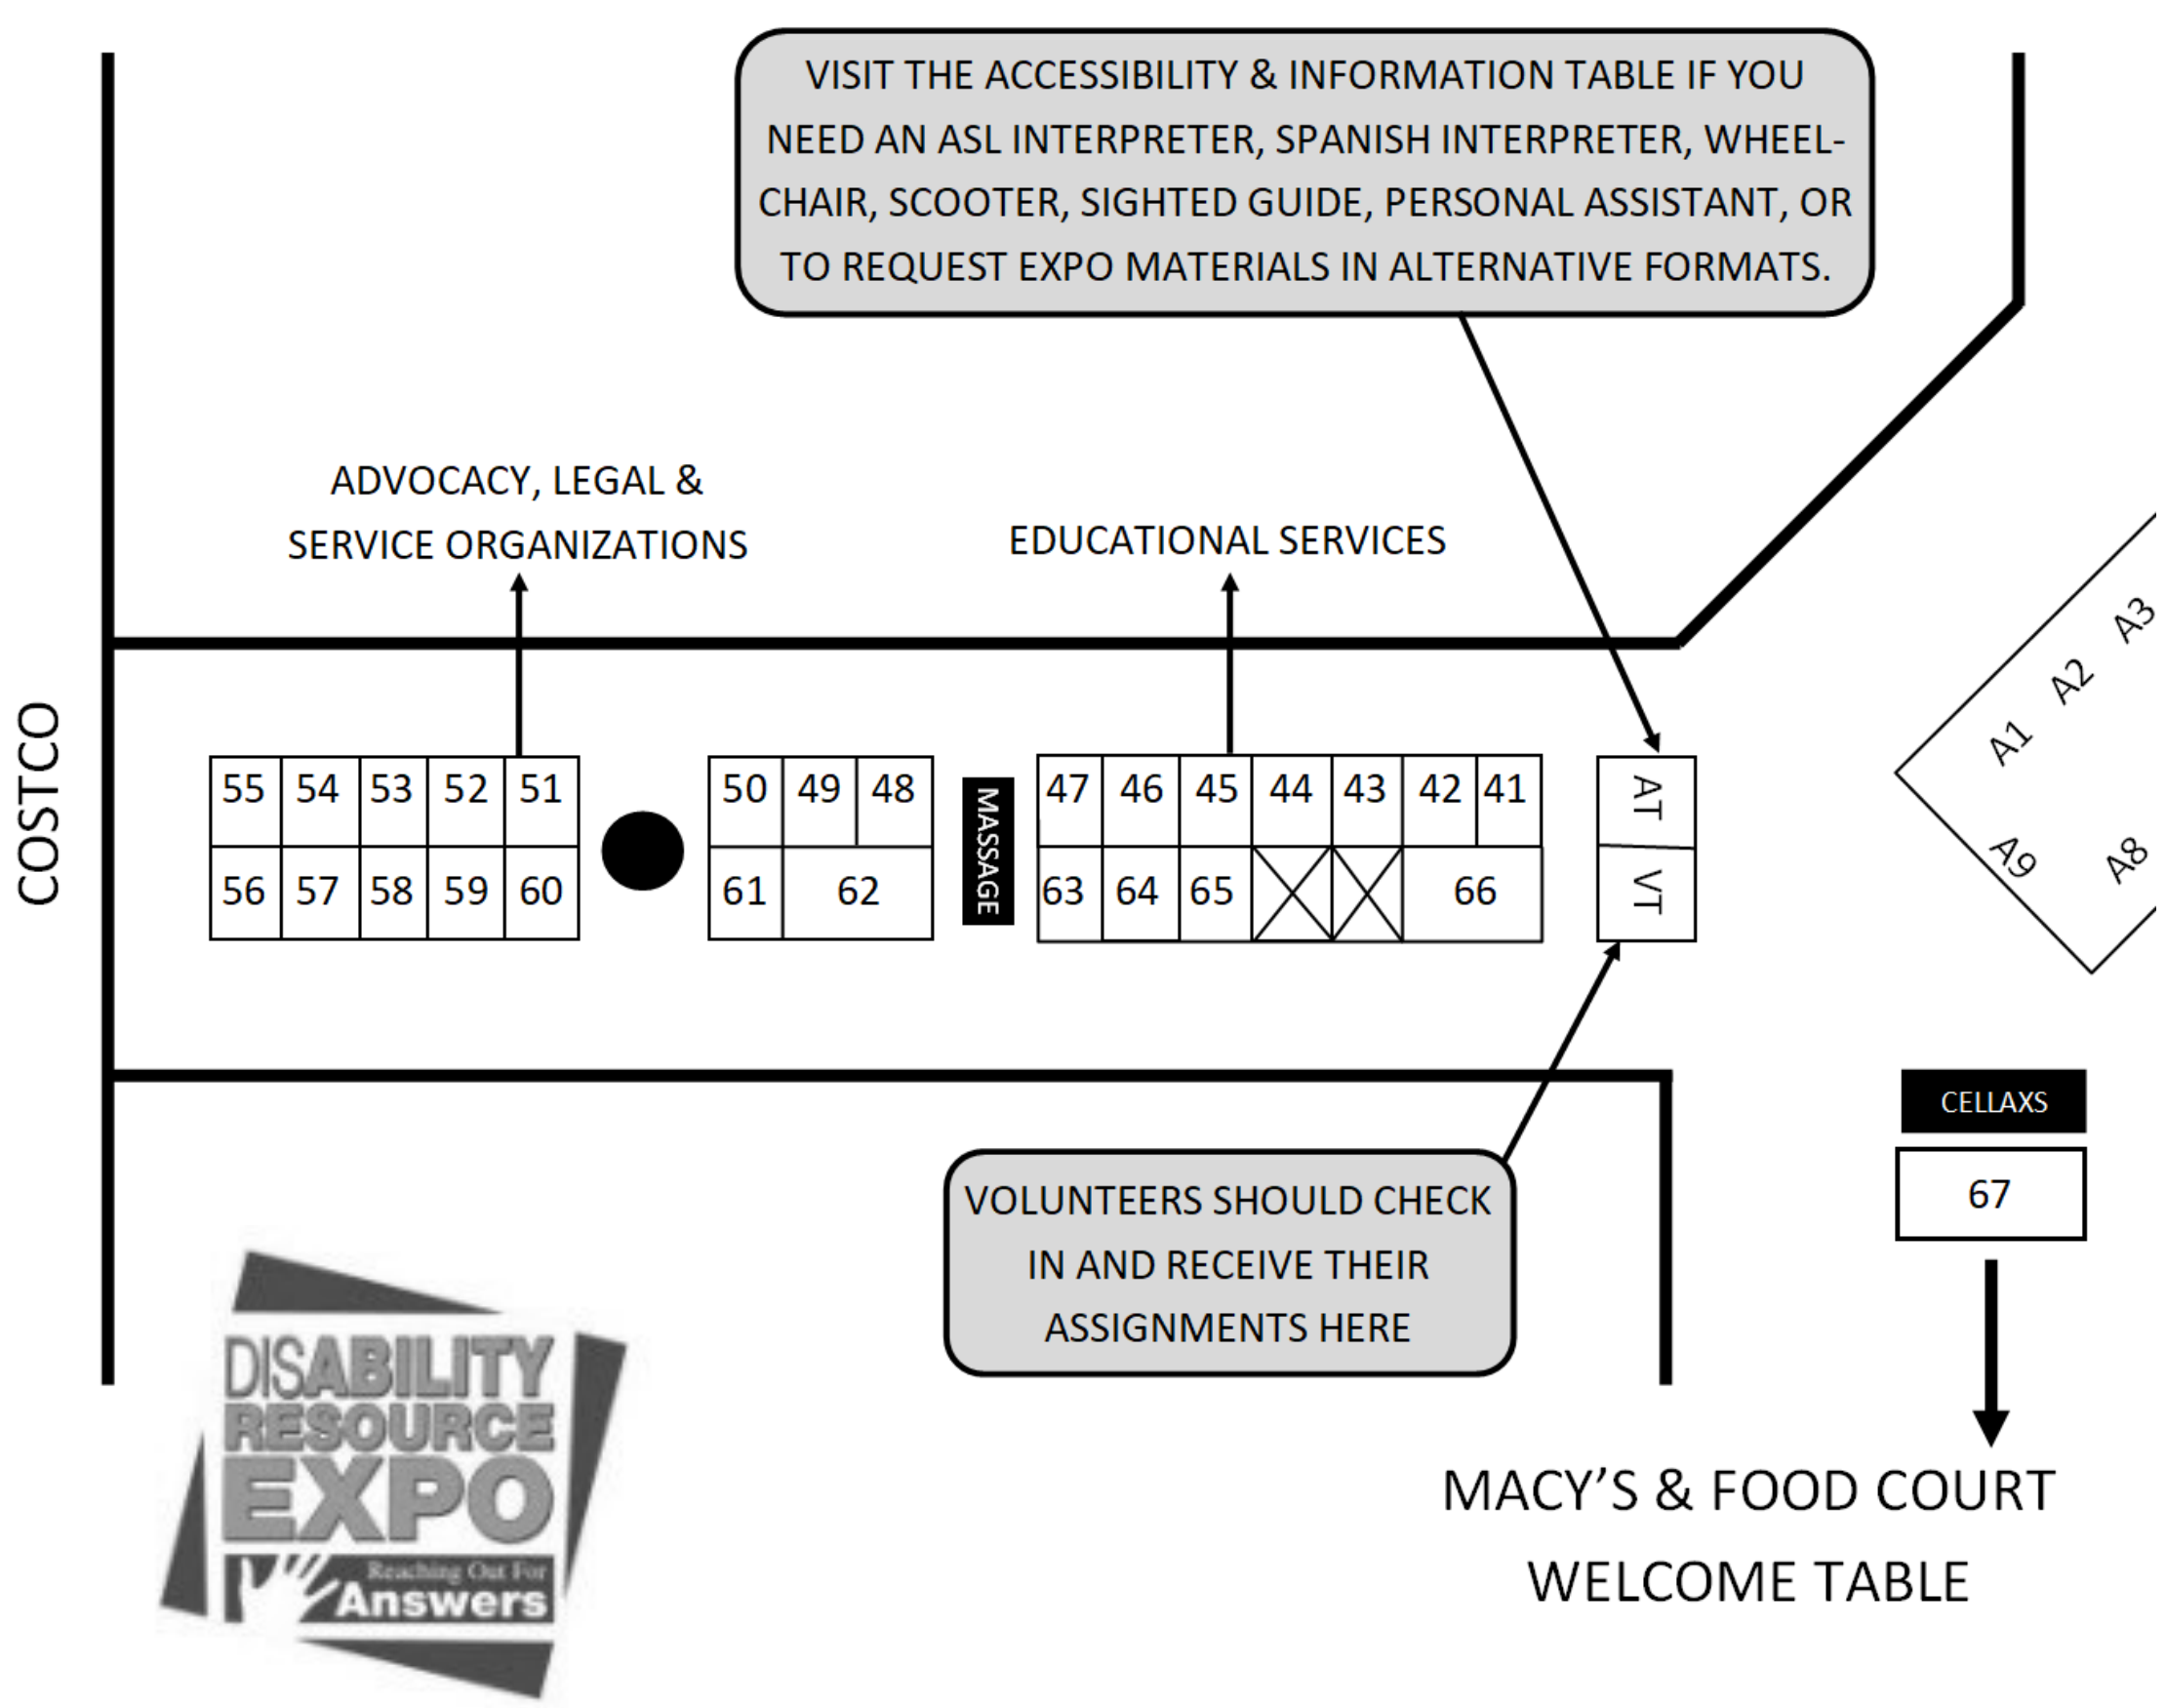 VISIT THE ACCESSIBILITY & INFORMATION TABLE IF YOU
NEED AN ASL INTERPRETER, SPANISH INTERPRETER, WHEEL-
CHAIR, SCOOTER, SIGHTED GUIDE, PERSONAL ASSISTANT, OR
TO REQUEST EXPO MATERIALS IN ALTERNATIVE FORMATS.
ADVOCACY, LEGAL &
SERVICE ORGANIZATIONS
EDUCATIONAL SERVICES
COSTCO
55 54 53 52 51
56 57 58 59 60
50 49 48
61 62
MASSAGE
47 46 45 44 43 42 41
63 64 65 66
AT
VT
A1 A2 A3
A9 A8
CELLAXS
67
VOLUNTEERS SHOULD CHECK
IN AND RECEIVE THEIR
ASSIGNMENTS HERE
MACY'S & FOOD COURT
WELCOME TABLE
DISABILITY
RESOURCE
EXPO
Reaching Out For
Answers